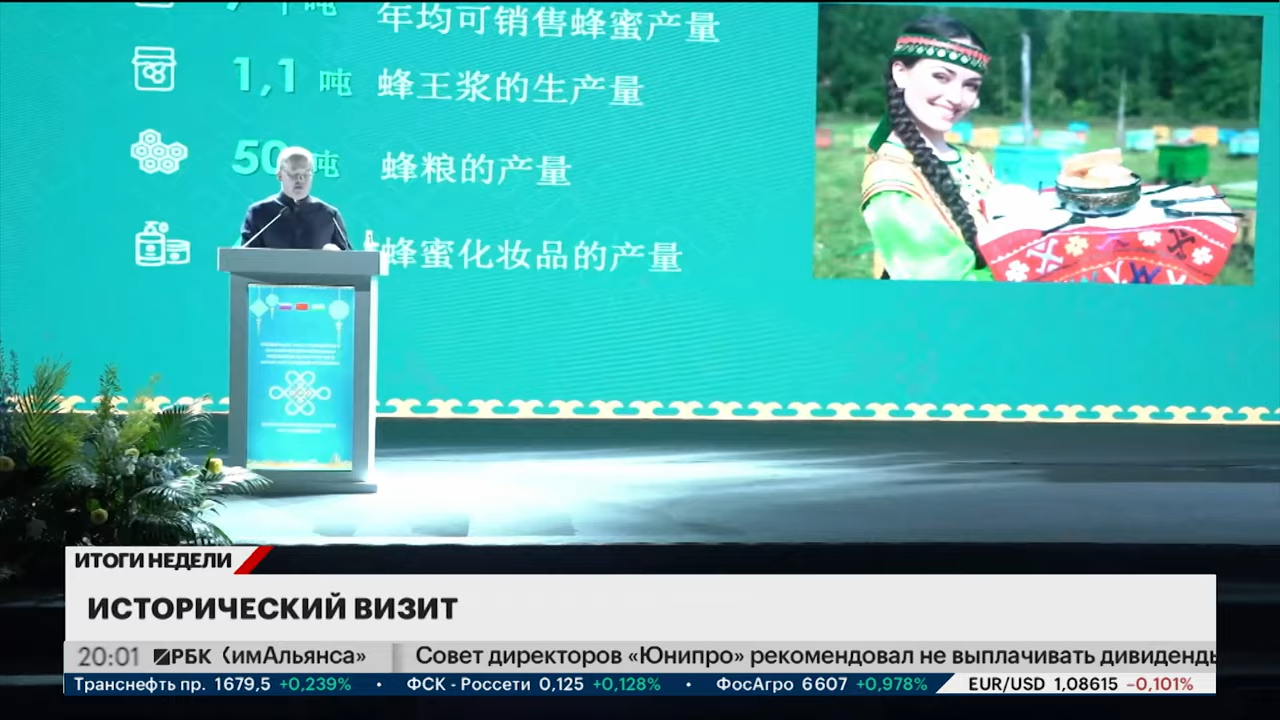 吨 年均可销售蜂蜜产量
1,1 吨 蜂王浆的生产量
50 吨 蜂粮的产量
蜂蜜化妆品的产量
ИТОГИ НЕДЕЛИ
ИСТОРИЧЕСКИЙ ВИЗИТ
20:01 РБК ХимАльянса» Совет директоров «Юнипро» рекомендовал не выплачивать дивиденды
Транснефть пр. 1679,5 +0,239% • ФСК - Россети 0,125 +0,128% • ФосАгро 6607 +0,978% EUR/USD 1,08615 −0,101%